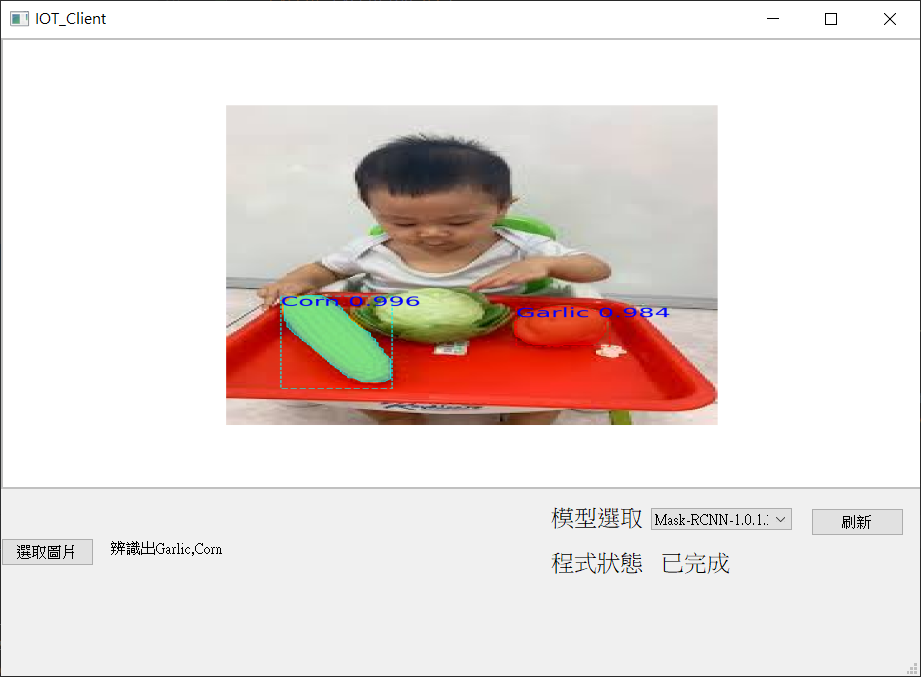 IOT_Client
Corn 0.996
Garlic 0.984
模型選取 Mask-RCNN-1.0.1. 刷新
選取圖片 辨識出Garlic,Corn
程式狀態 已完成